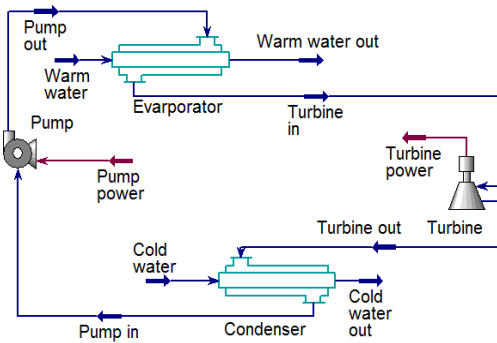 Pump
out
Warm water out
Warm
water
Evarporator
Turbine
in
Pump
Turbine
power
Pump
power
Turbine out
Turbine
Cold
water
Cold
water
out
Pump in
Condenser